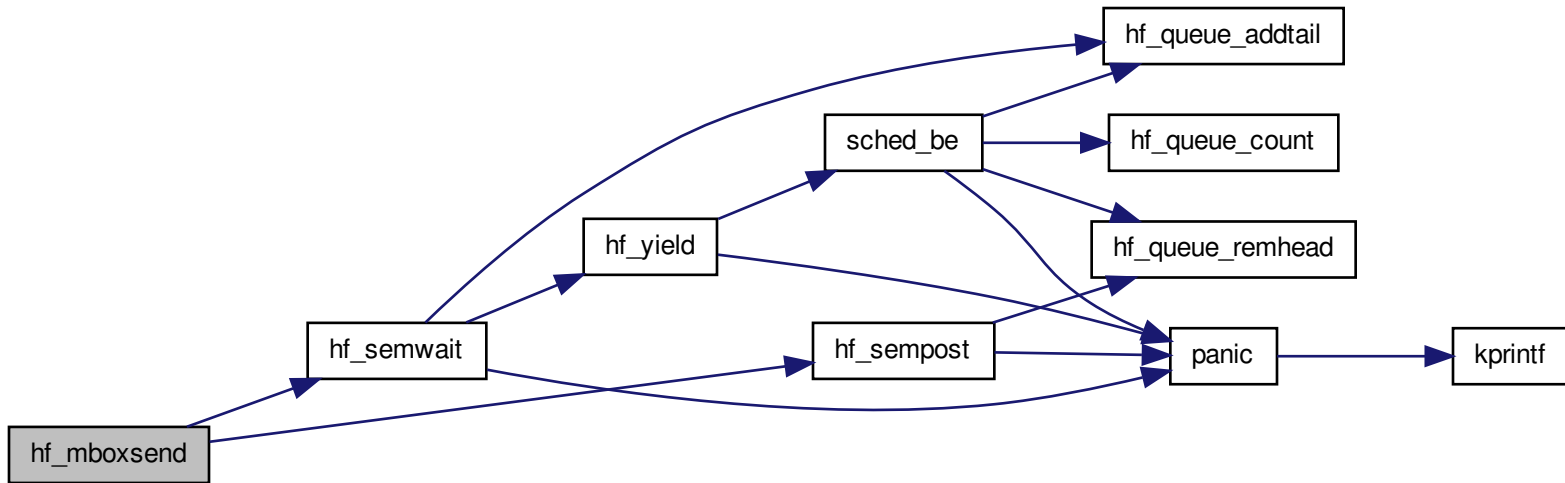 hf_queue_addtail
sched_be
hf_queue_count
hf_yield
hf_queue_remhead
hf_semwait
hf_sempost
panic
kprintf
hf_mboxsend